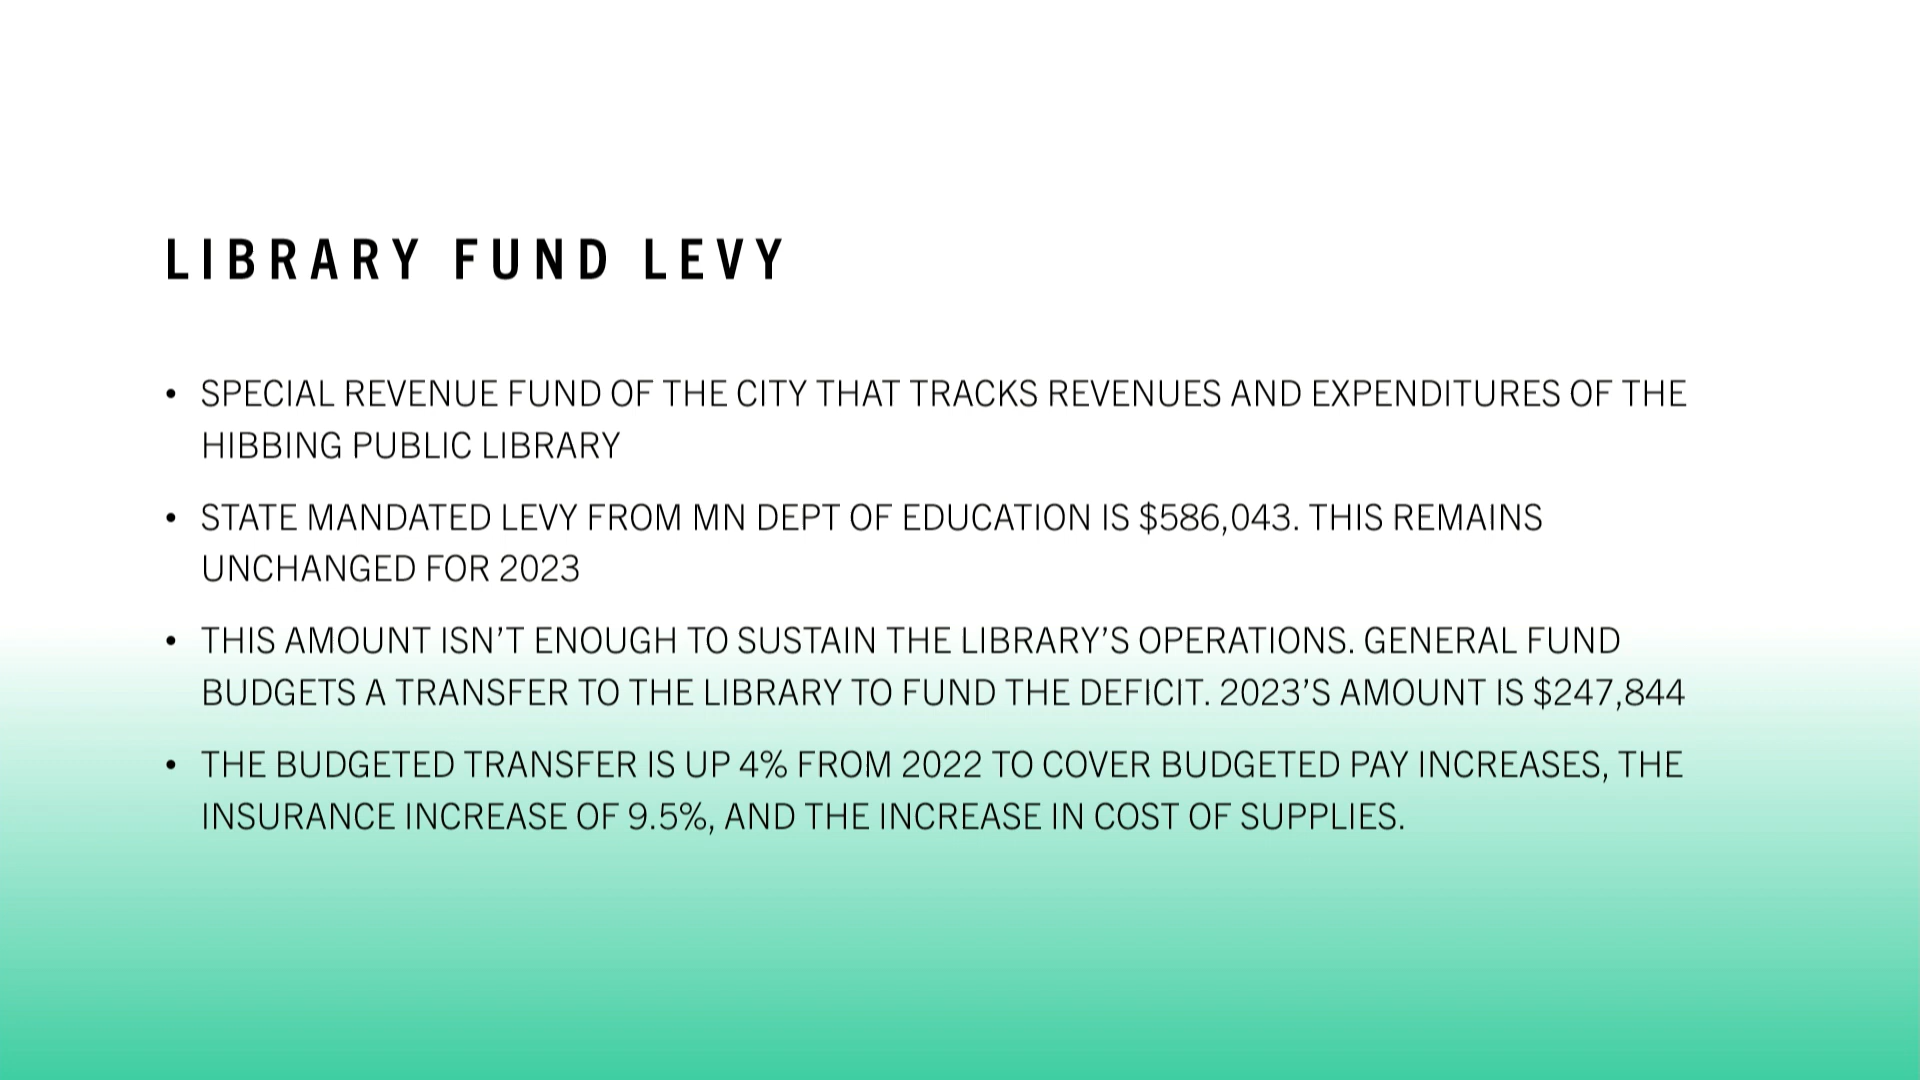 LIBRARY FUND LEVY
• SPECIAL REVENUE FUND OF THE CITY THAT TRACKS REVENUES AND EXPENDITURES OF THE
HIBBING PUBLIC LIBRARY
• STATE MANDATED LEVY FROM MN DEPT OF EDUCATION IS $586,043. THIS REMAINS
UNCHANGED FOR 2023
• THIS AMOUNT ISN’T ENOUGH TO SUSTAIN THE LIBRARY’S OPERATIONS. GENERAL FUND
BUDGETS A TRANSFER TO THE LIBRARY TO FUND THE DEFICIT. 2023’S AMOUNT IS $247,844
• THE BUDGETED TRANSFER IS UP 4% FROM 2022 TO COVER BUDGETED PAY INCREASES, THE
INSURANCE INCREASE OF 9.5%, AND THE INCREASE IN COST OF SUPPLIES.